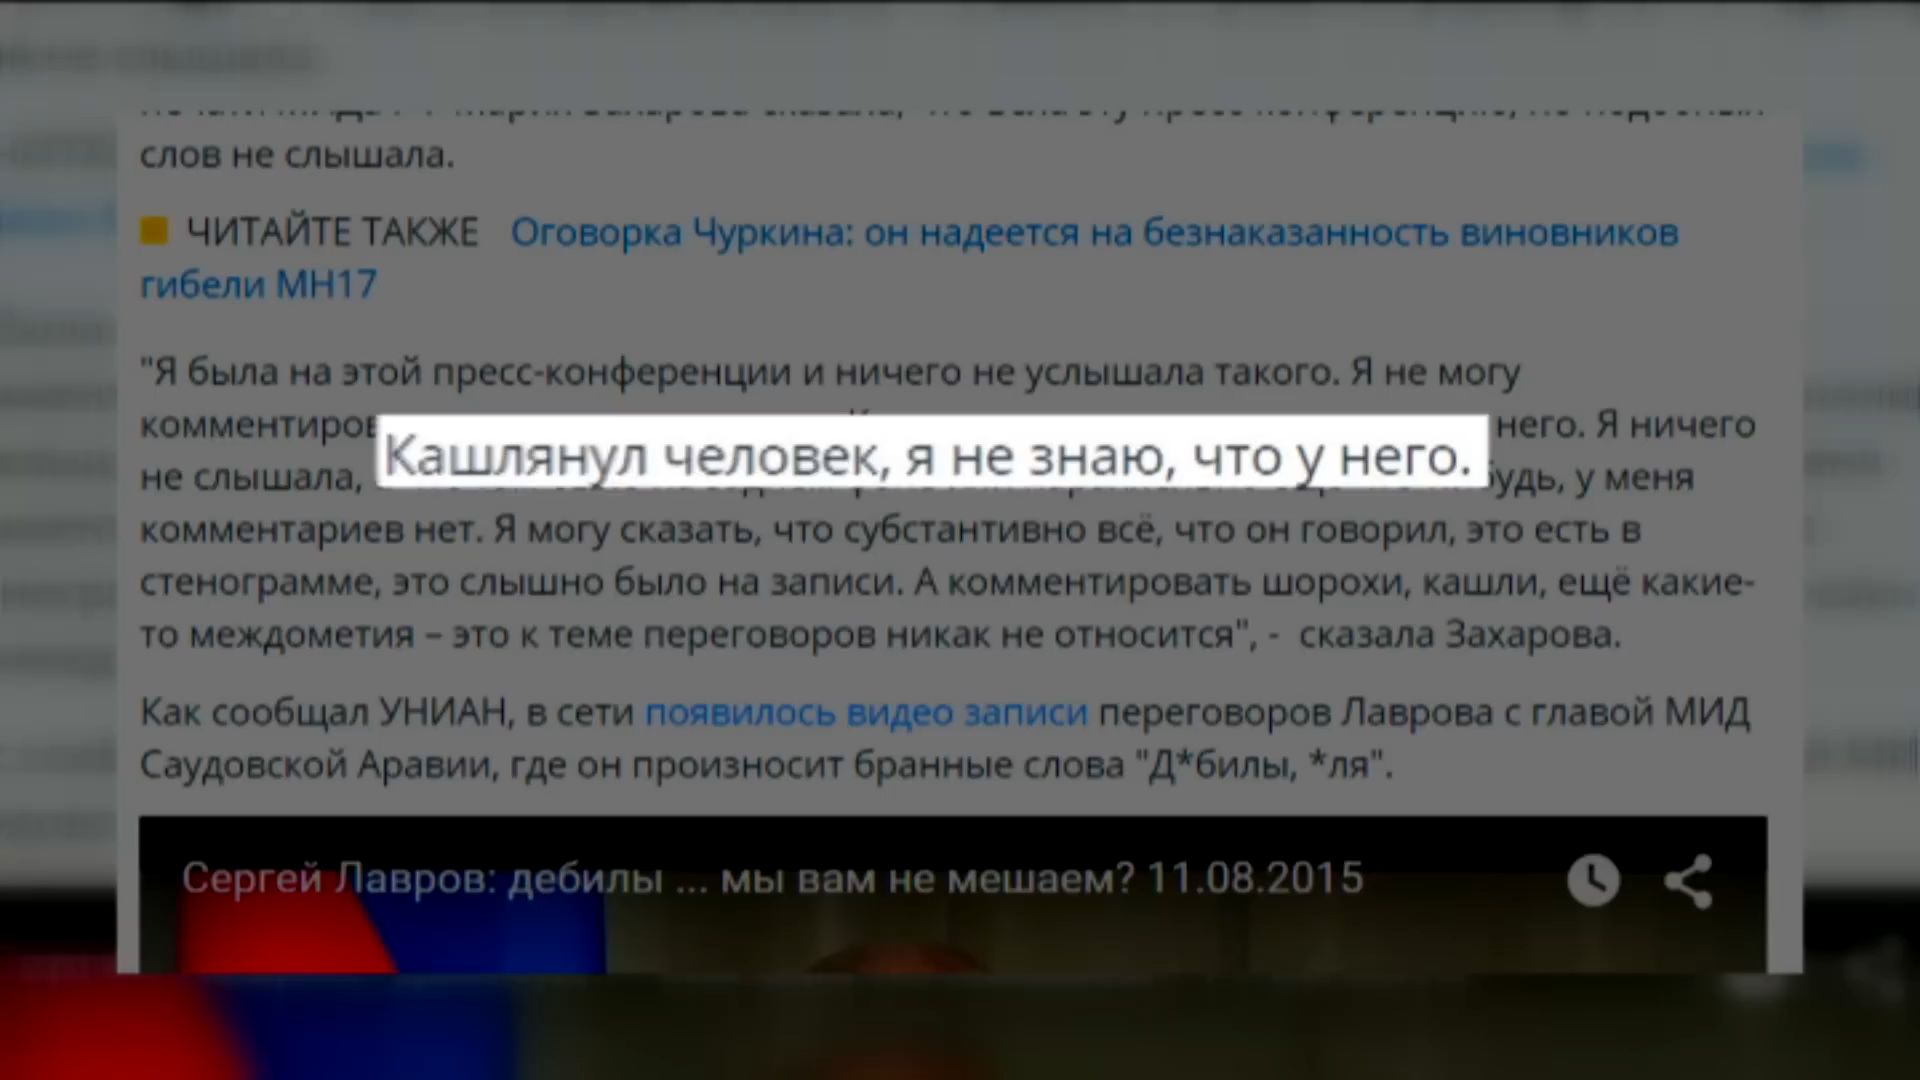 слов не слышала.
ЧИТАЙТЕ ТАКЖЕ Оговорка Чуркина: он надеется на безнаказанность виновников
гибели МН17
"Я была на этой пресс-конференции и ничего не услышала такого. Я не могу
комментиров него. Я ничего
Кашлянул человек, я не знаю, что у него.
не слышала, удь, у меня
комментариев нет. Я могу сказать, что субстантивно всё, что он говорил, это есть в
стенограмме, это слышно было на записи. А комментировать шорохи, кашли, ещё какие-
то междометия – это к теме переговоров никак не относится", - сказала Захарова.
Как сообщал УНИАН, в сети появилось видео записи переговоров Лаврова с главой МИД
Саудовской Аравии, где он произносит бранные слова "Д*билы, *ля".
Сергей Лавров: дебилы ... мы вам не мешаем? 11.08.2015